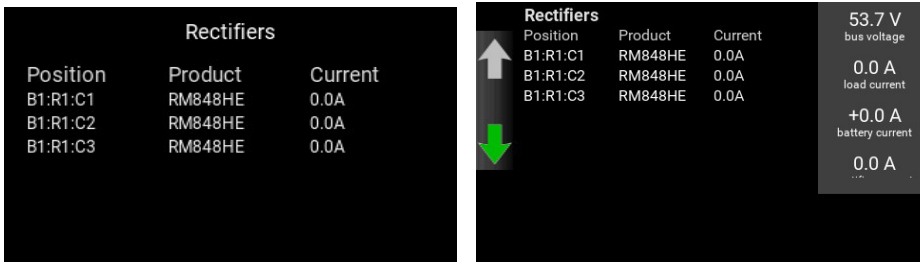 Rectifiers
Position Product Current
B1:R1:C1 RM848HE 0.0A
B1:R1:C2 RM848HE 0.0A
B1:R1:C3 RM848HE 0.0A
Rectifiers
Position Product Current
B1:R1:C1 RM848HE 0.0A
B1:R1:C2 RM848HE 0.0A
B1:R1:C3 RM848HE 0.0A
53.7 V
bus voltage
0.0 A
load current
+0.0 A
battery current
0.0 A